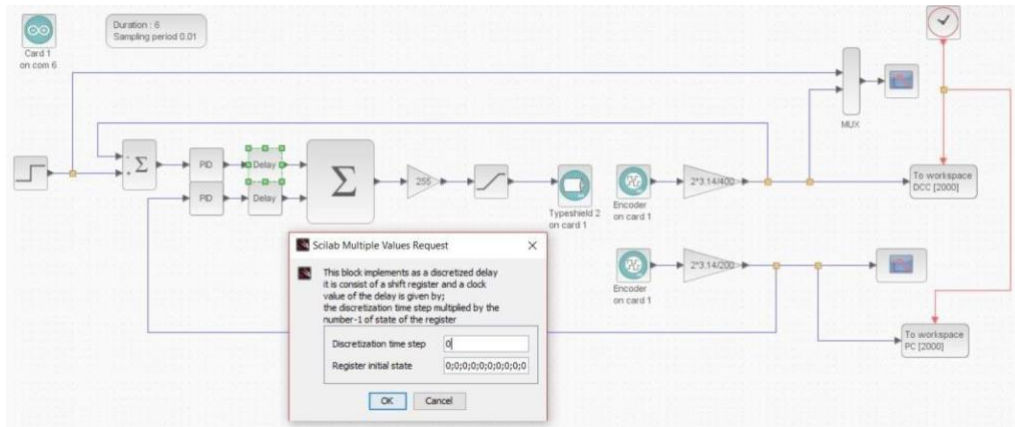 Card 1
on com 6
Duration : 6
Sampling period 0.01
MUX
Σ
PID
Delay
PID
Delay
Σ
255
Typeshield 2
on card 1
Encoder
on card 1
2*3.14/400
To workspace
DCC [2000]
Encoder
on card 1
2*3.14/200
To workspace
PC [2000]
Scilab Multiple Values Request
This block implements as a discretized delay
it is consist of a shift register and a clock
value of the delay is given by;
the discretization time step multiplied by the
number-1 of state of the register
Discretization time step 0
Register initial state 0;0;0;0;0;0;0;0;0;0
OK Cancel